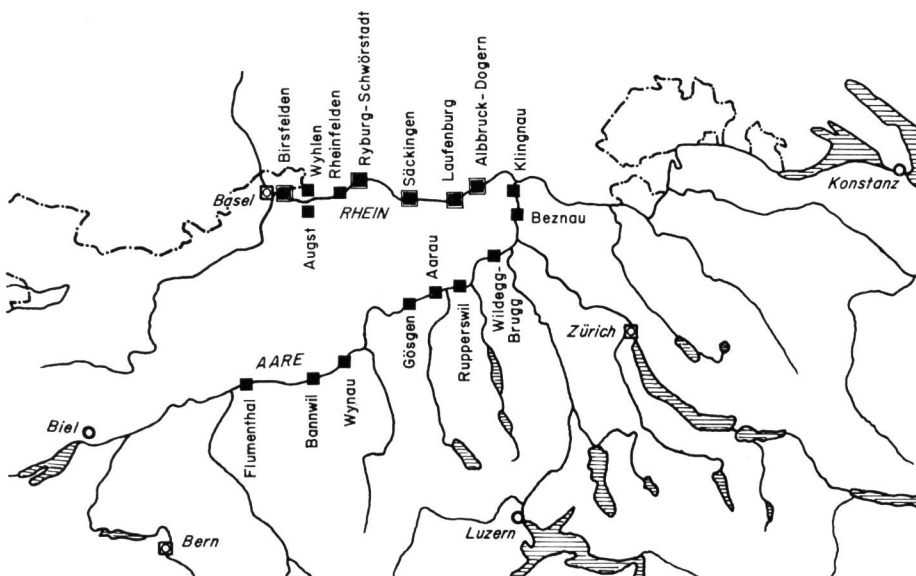 Birsfelden
Wyhlen
Rheinfelden
Ryburg-Schwörstadt
Säckingen
Laufenburg
Albbruck-Dogern
Klingnau
Konstanz
Basel
RHEIN
Augst
Beznau
Aarau
Gösgen
Rupperswil
Wildegg-
Brugg
Zürich
AARE
Flumenthal
Bannwil
Wynau
Biel
Bern
Luzern